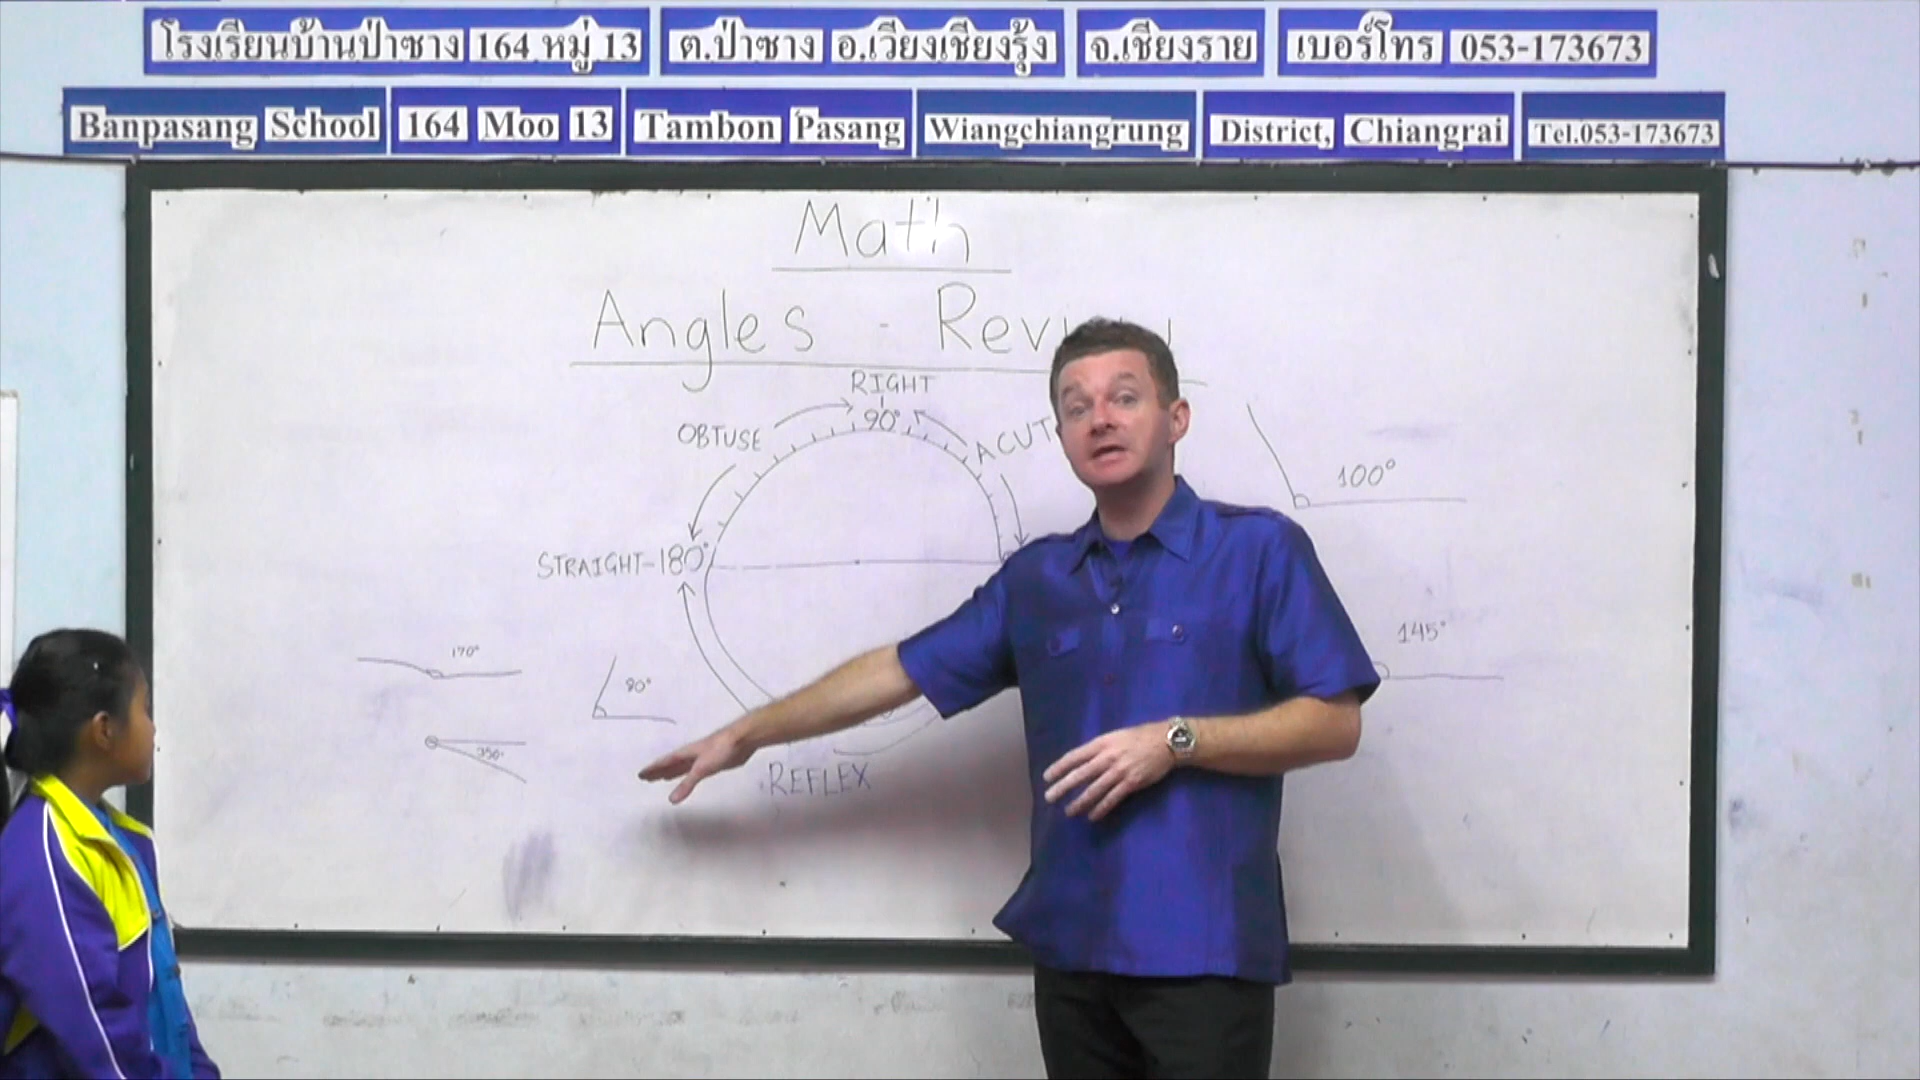 โรงเรียนบ้านป่าซาง 164 หมู่ 13 ต.ป่าซาง อ.เวียงเชียงรุ้ง จ.เชียงราย เบอร์โทร 053-173673
Banpasang School 164 Moo 13 Tambon Pasang Wiangchiangrung District, Chiangrai Tel.053-173673
Math
Angles - Review
RIGHT
90°
OBTUSE
ACUT
100°
STRAIGHT-180°
145°
170°
80°
350°
REFLEX